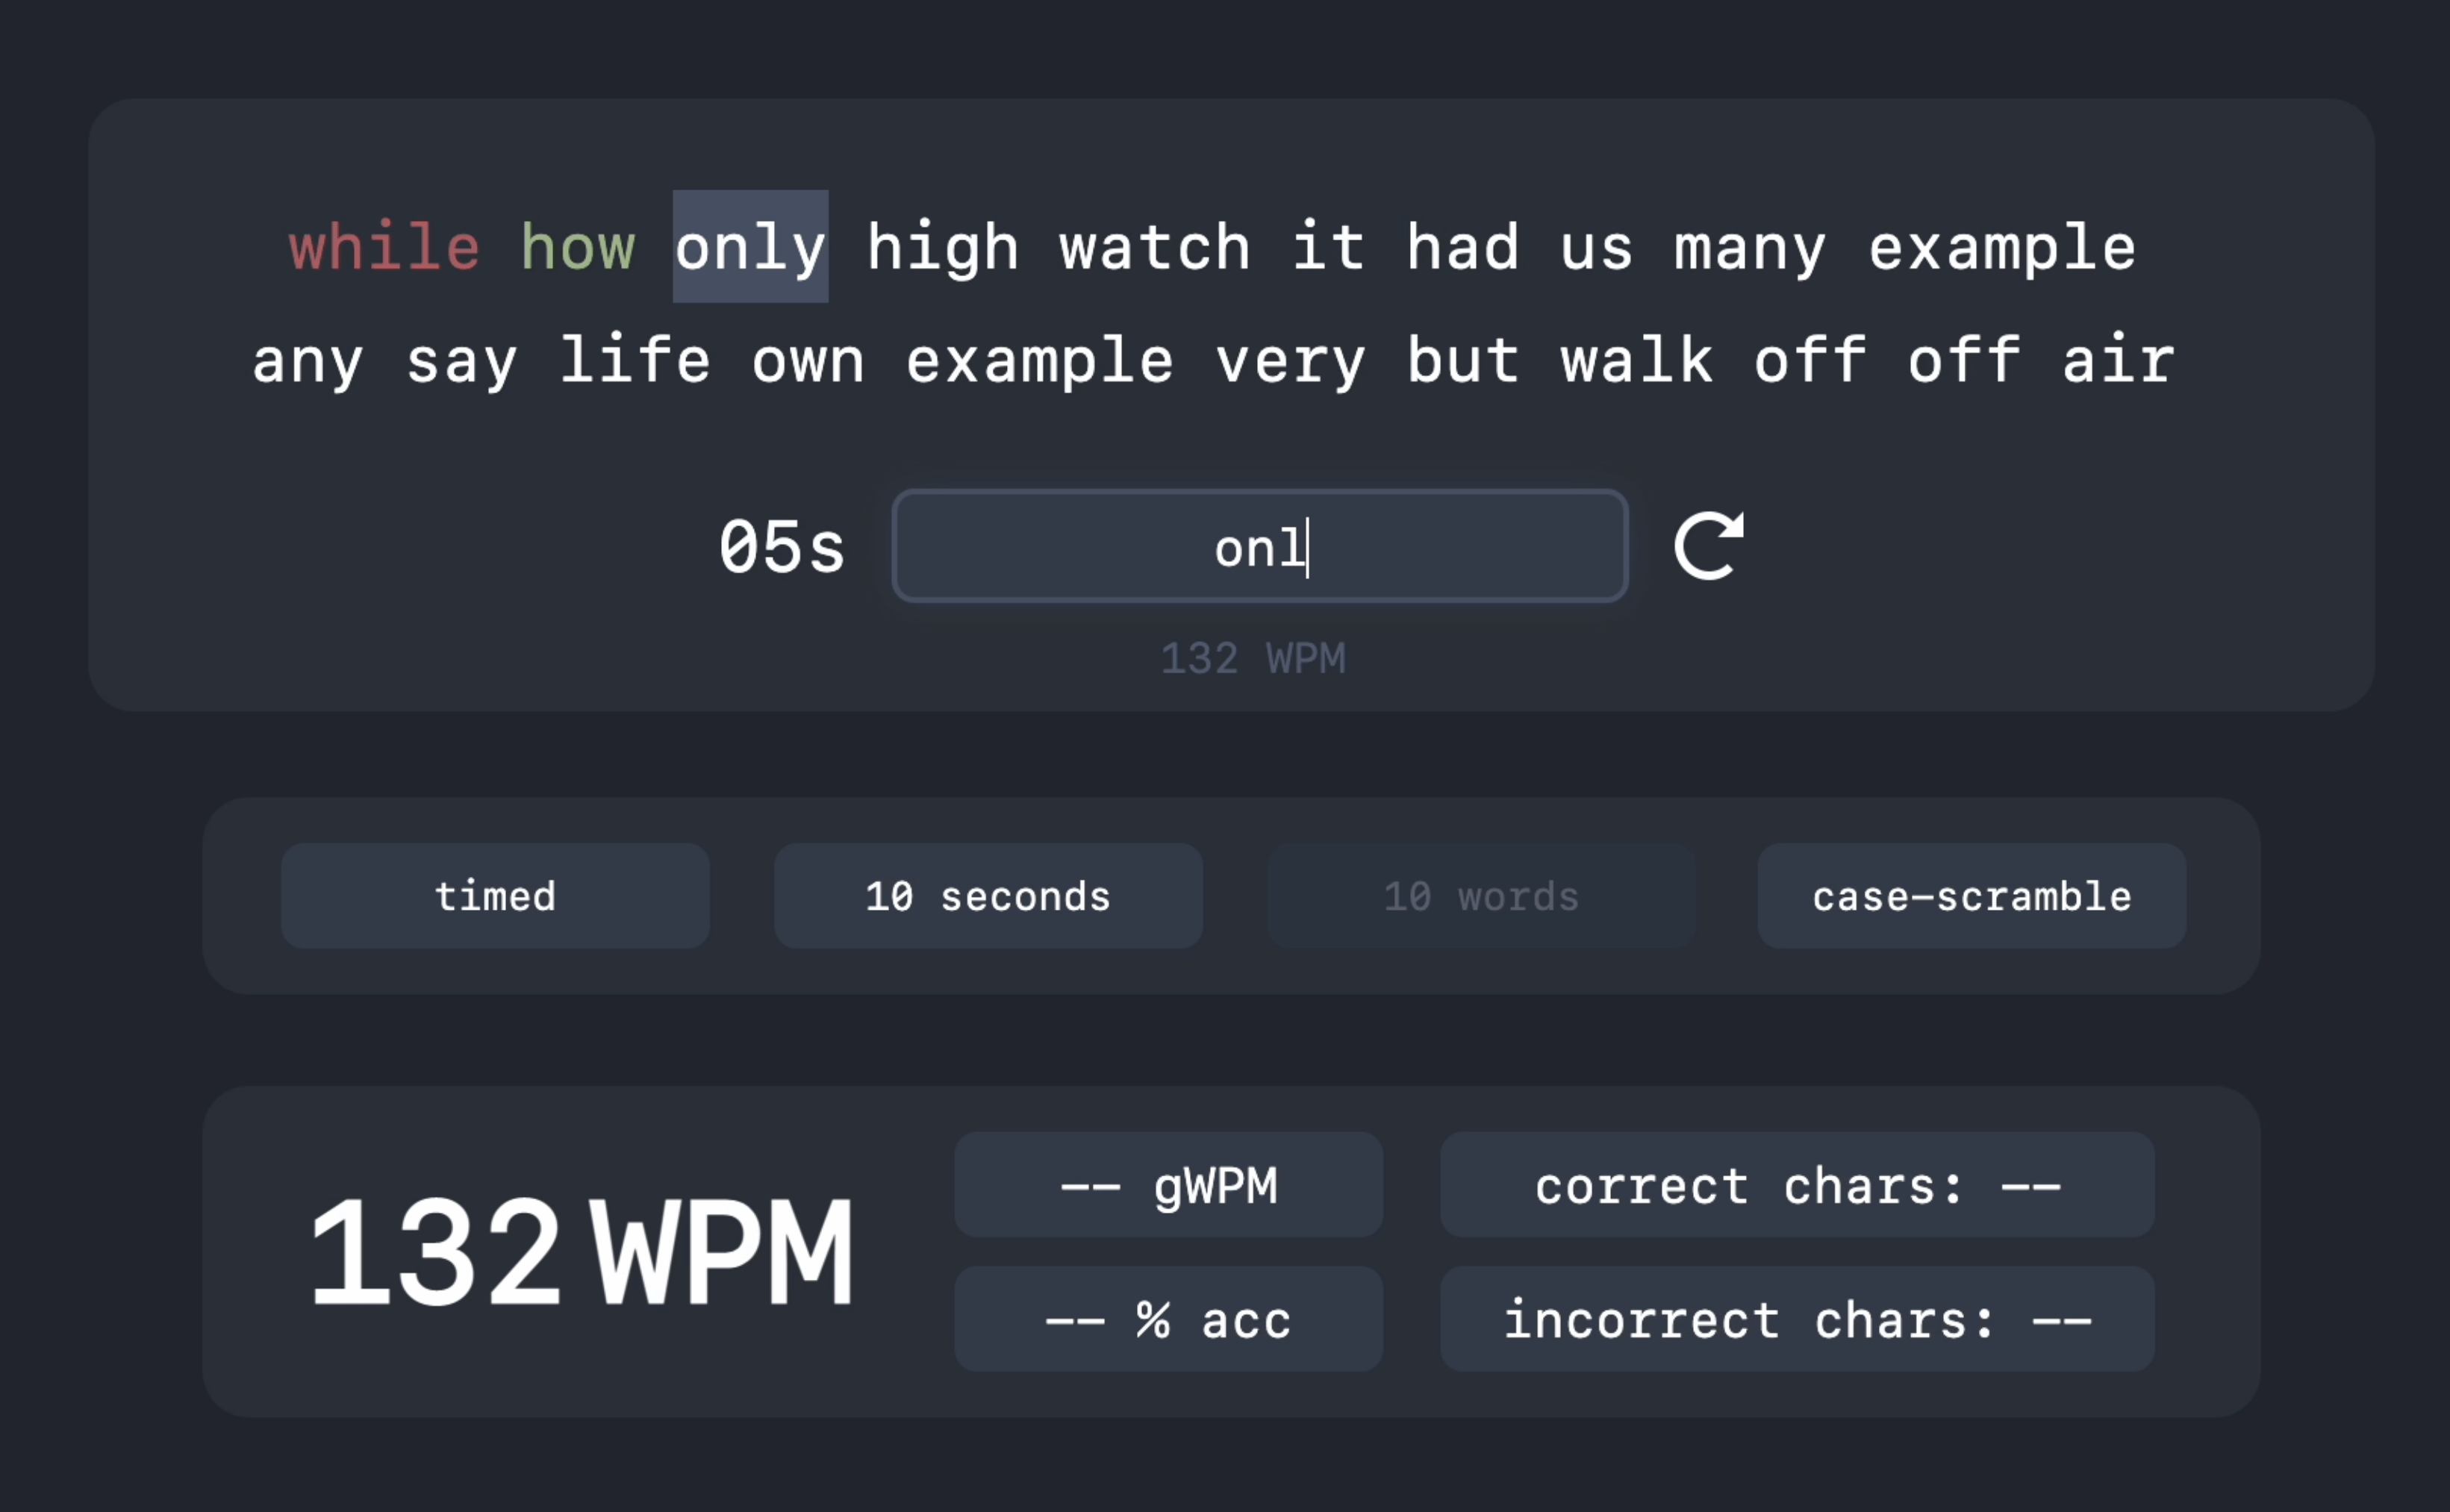 while how only high watch it had us many example
any say life own example very but walk off off air
05s onl
132 WPM
timed 10 seconds 10 words case-scramble
132 WPM
-- gWPM correct chars: --
-- % acc incorrect chars: --